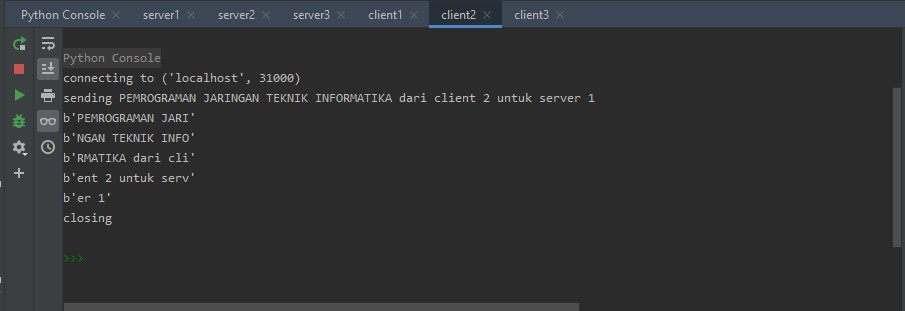 Python Console server1 server2 server3 client1 client2 client3
Python Console
connecting to ('localhost', 31000)
sending PEMROGRAMAN JARINGAN TEKNIK INFORMATIKA dari client 2 untuk server 1
b'PEMROGRAMAN JARI'
b'NGAN TEKNIK INFO'
b'RMATIKA dari cli'
b'ent 2 untuk serv'
b'er 1'
closing
>>>